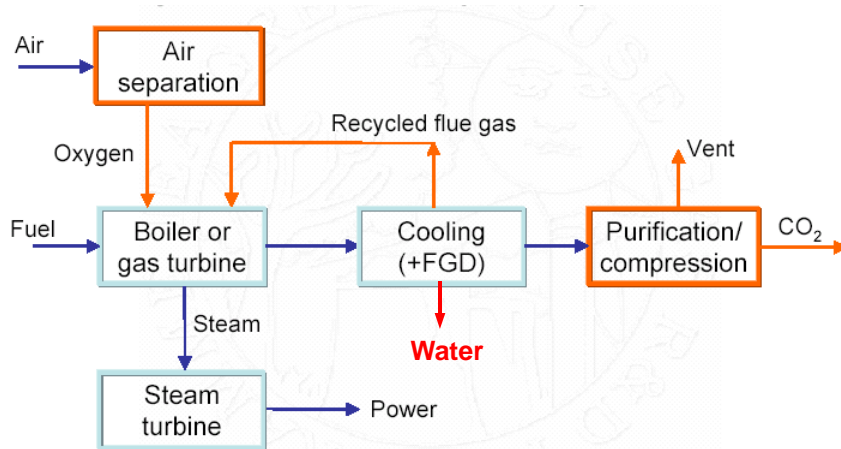 Air
Air
separation
Recycled flue gas
Vent
Oxygen
Fuel
Boiler or
gas turbine
Cooling
(+FGD)
Purification/
compression
CO₂
Steam
Water
Steam
turbine
Power